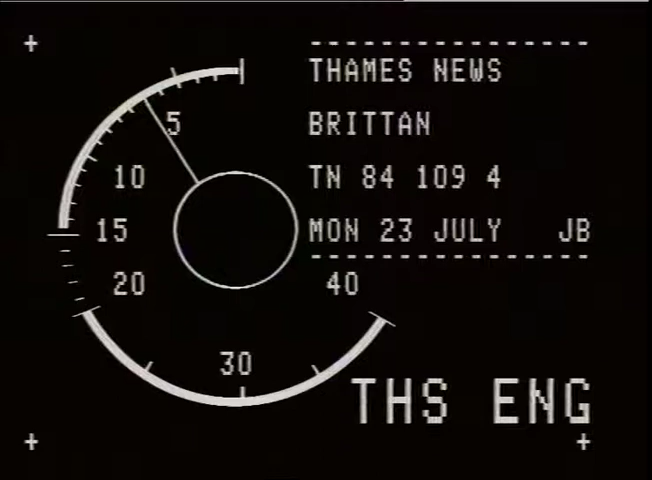 THAMES NEWS
BRITTAN
TN 84 109 4
MON 23 JULY JB
5
10
15
20
30
40
THS ENG